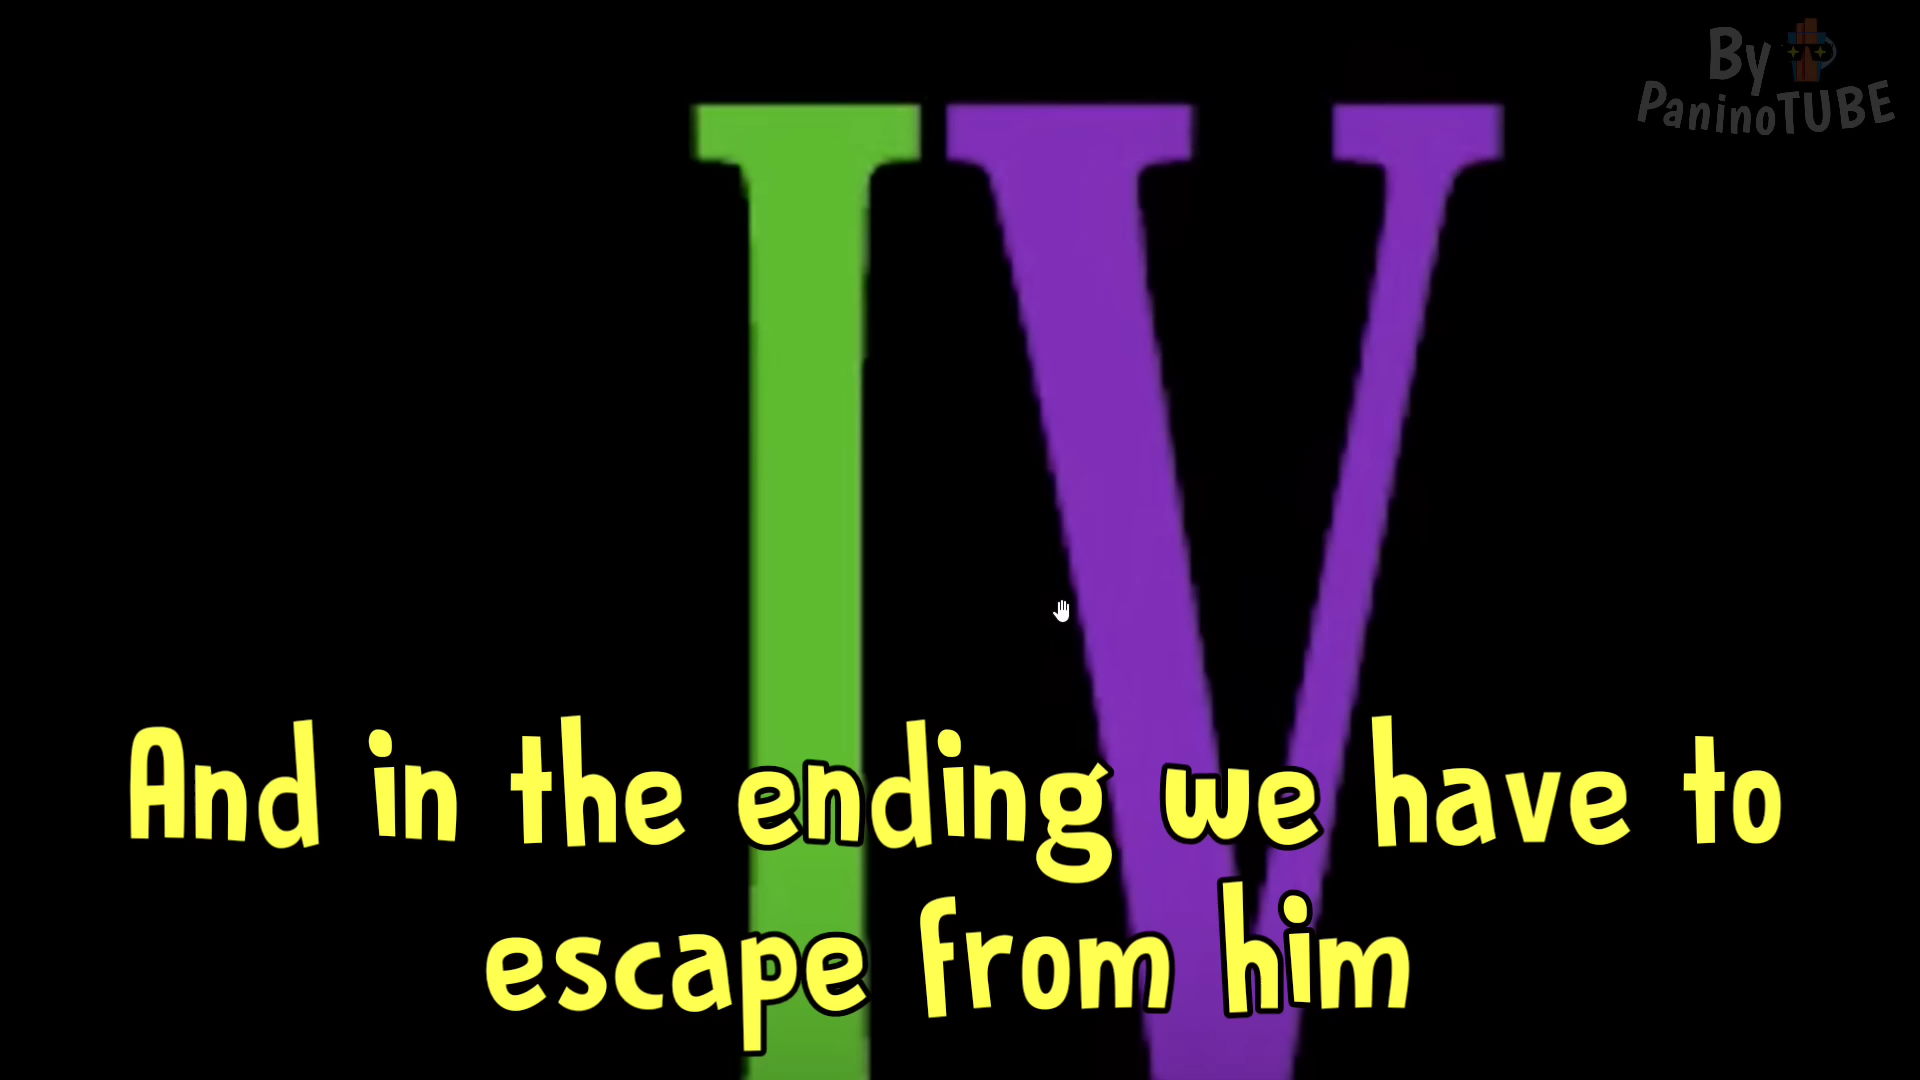 By
PaninoTUBE
IV
And in the ending we have to
escape from him